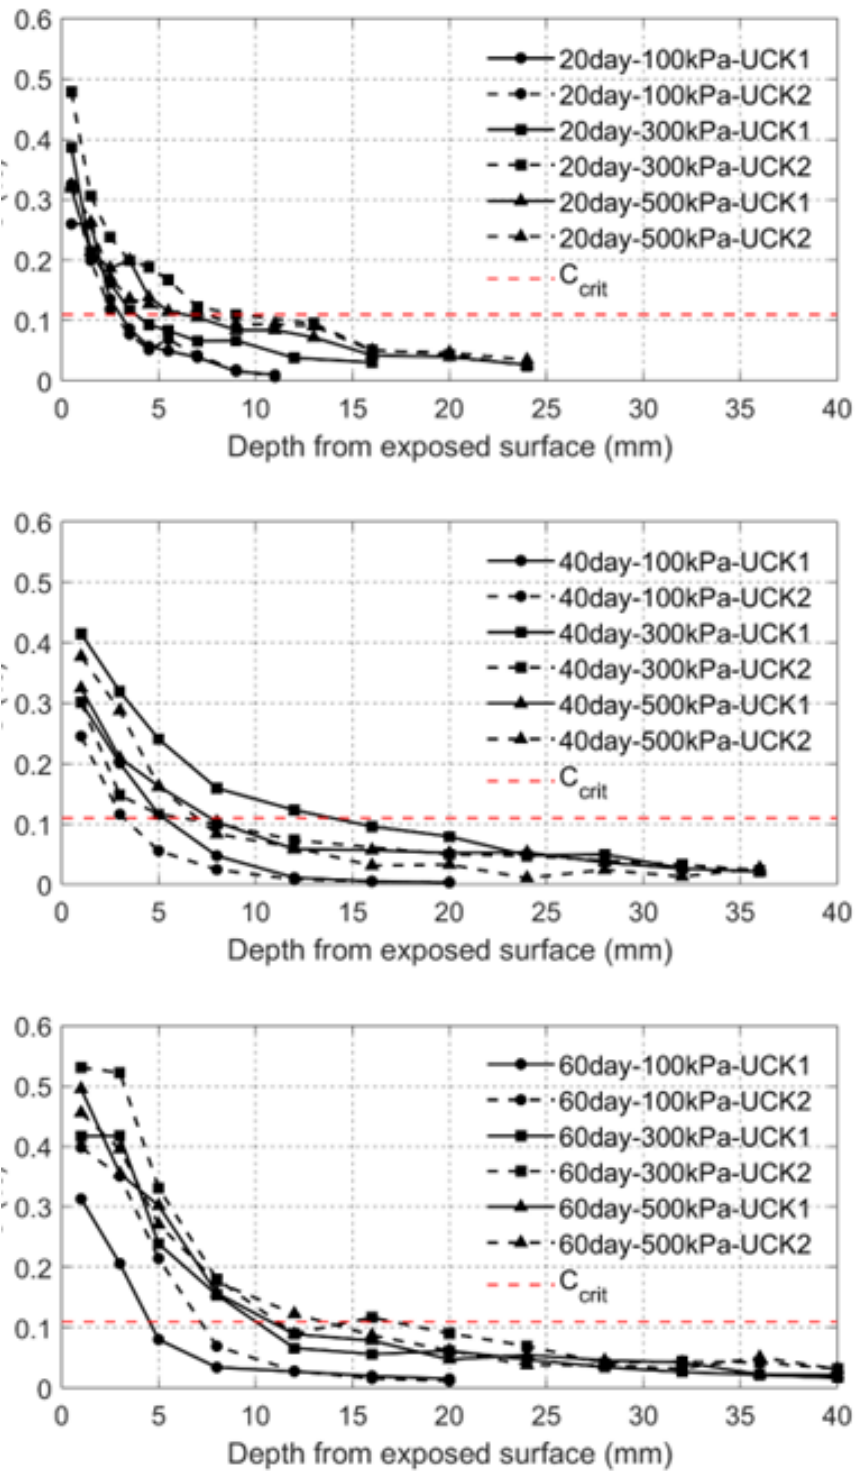 0.6
0.5
0.4
0.3
0.2
0.1
0
20day-100kPa-UCK1
20day-100kPa-UCK2
20day-300kPa-UCK1
20day-300kPa-UCK2
20day-500kPa-UCK1
20day-500kPa-UCK2
Ccrit
0 5 10 15 20 25 30 35 40
Depth from exposed surface (mm)
0.6
0.5
0.4
0.3
0.2
0.1
0
40day-100kPa-UCK1
40day-100kPa-UCK2
40day-300kPa-UCK1
40day-300kPa-UCK2
40day-500kPa-UCK1
40day-500kPa-UCK2
Ccrit
0 5 10 15 20 25 30 35 40
Depth from exposed surface (mm)
0.6
0.5
0.4
0.3
0.2
0.1
0
60day-100kPa-UCK1
60day-100kPa-UCK2
60day-300kPa-UCK1
60day-300kPa-UCK2
60day-500kPa-UCK1
60day-500kPa-UCK2
Ccrit
0 5 10 15 20 25 30 35 40
Depth from exposed surface (mm)